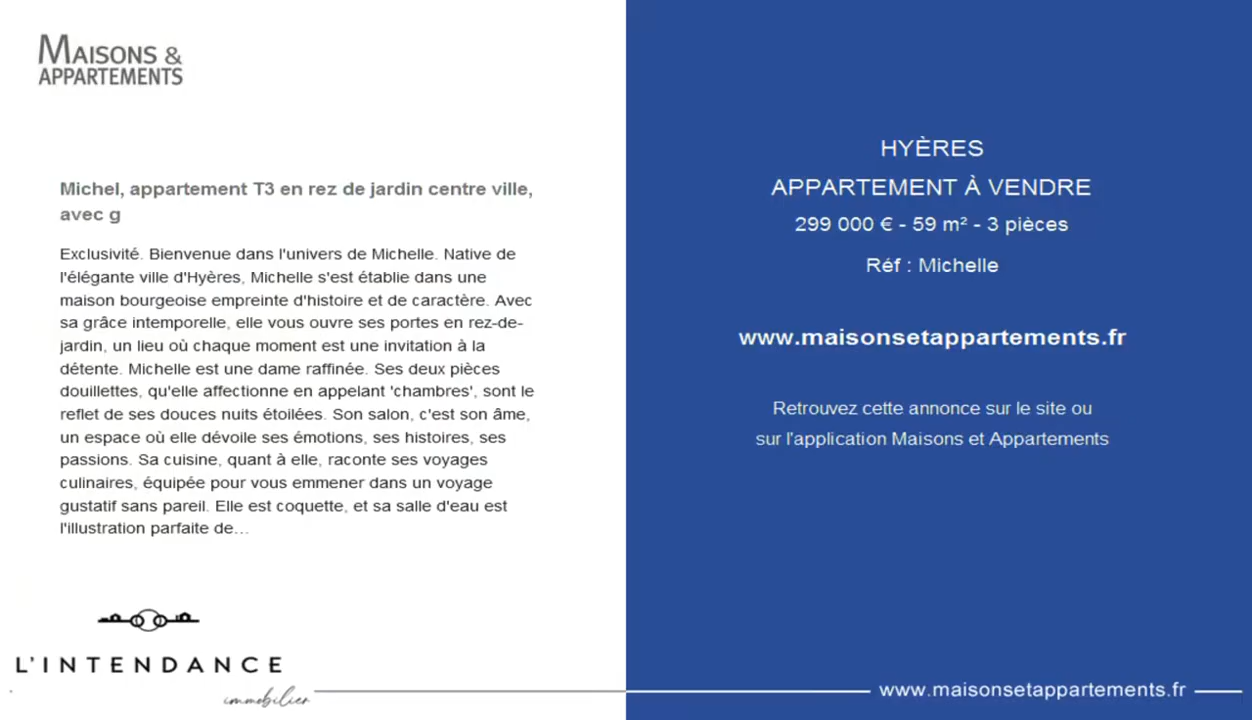 MAISONS &
APPARTEMENTS
Michel, appartement T3 en rez de jardin centre ville,
avec g
Exclusivité. Bienvenue dans l'univers de Michelle. Native de
l'élégante ville d'Hyères, Michelle s'est établie dans une
maison bourgeoise empreinte d'histoire et de caractère. Avec
sa grâce intemporelle, elle vous ouvre ses portes en rez-de-
jardin, un lieu où chaque moment est une invitation à la
détente. Michelle est une dame raffinée. Ses deux pièces
douillettes, qu'elle affectionne en appelant 'chambres', sont le
reflet de ses douces nuits étoilées. Son salon, c'est son âme,
un espace où elle dévoile ses émotions, ses histoires, ses
passions. Sa cuisine, quant à elle, raconte ses voyages
culinaires, équipée pour vous emmener dans un voyage
gustatif sans pareil. Elle est coquette, et sa salle d'eau est
l'illustration parfaite de...
L'INTENDANCE
immobilier
HYÈRES
APPARTEMENT À VENDRE
299 000 € - 59 m² - 3 pièces
Réf : Michelle
www.maisonsetappartements.fr
Retrouvez cette annonce sur le site ou
sur l'application Maisons et Appartements
www.maisonsetappartements.fr